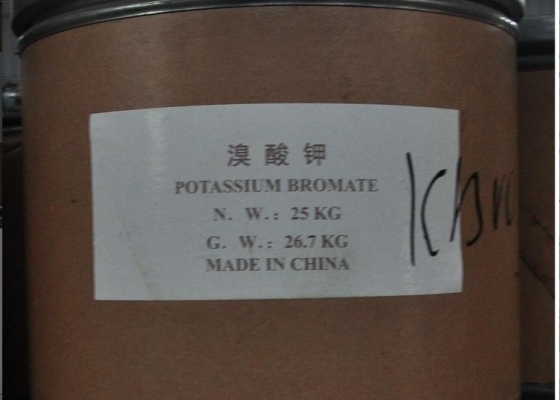 溴酸钾
POTASSIUM BROMATE
N. W.: 25 KG
G. W.: 26.7 KG
MADE IN CHINA